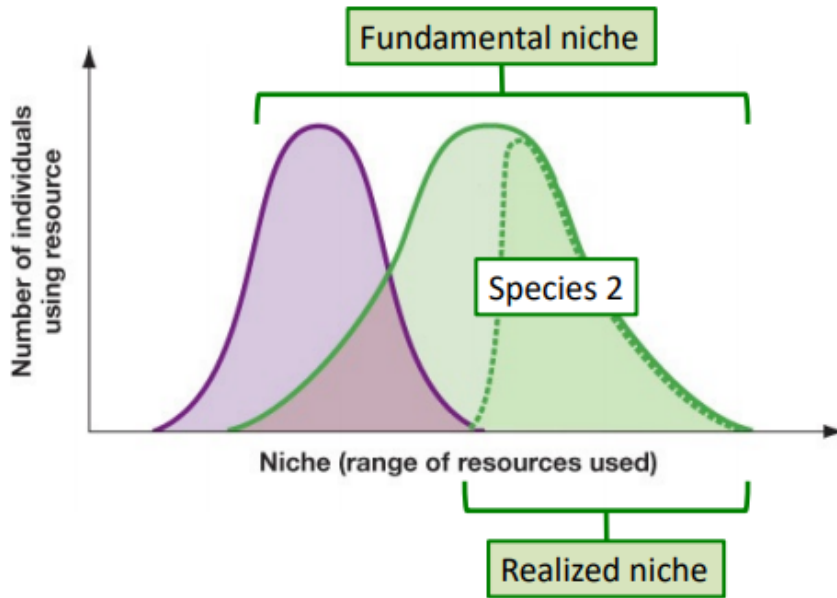 Fundamental niche
Number of individuals
using resource
Species 2
Niche (range of resources used)
Realized niche